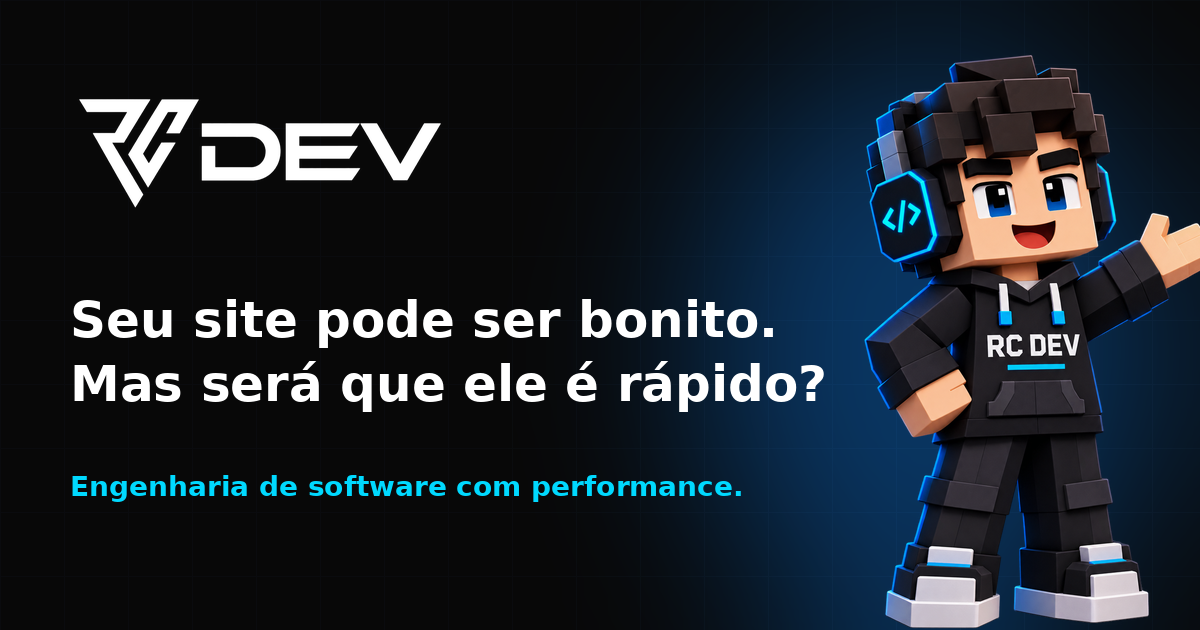 RC DEV
Seu site pode ser bonito.
Mas será que ele é rápido?
Engenharia de software com performance.
</>
RC DEV